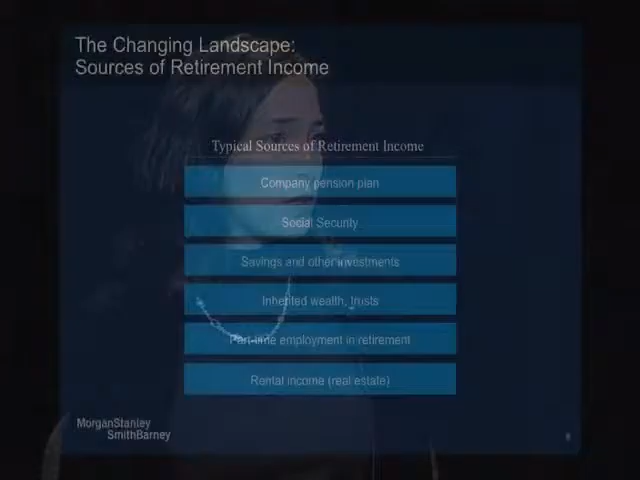 The Changing Landscape:
Sources of Retirement Income
Typical Sources of Retirement Income
Company pension plan
Social Security
Savings and other investments
Inherited wealth, trusts
Part-time employment in retirement
Rental income (real estate)
MorganStanley
SmithBarney